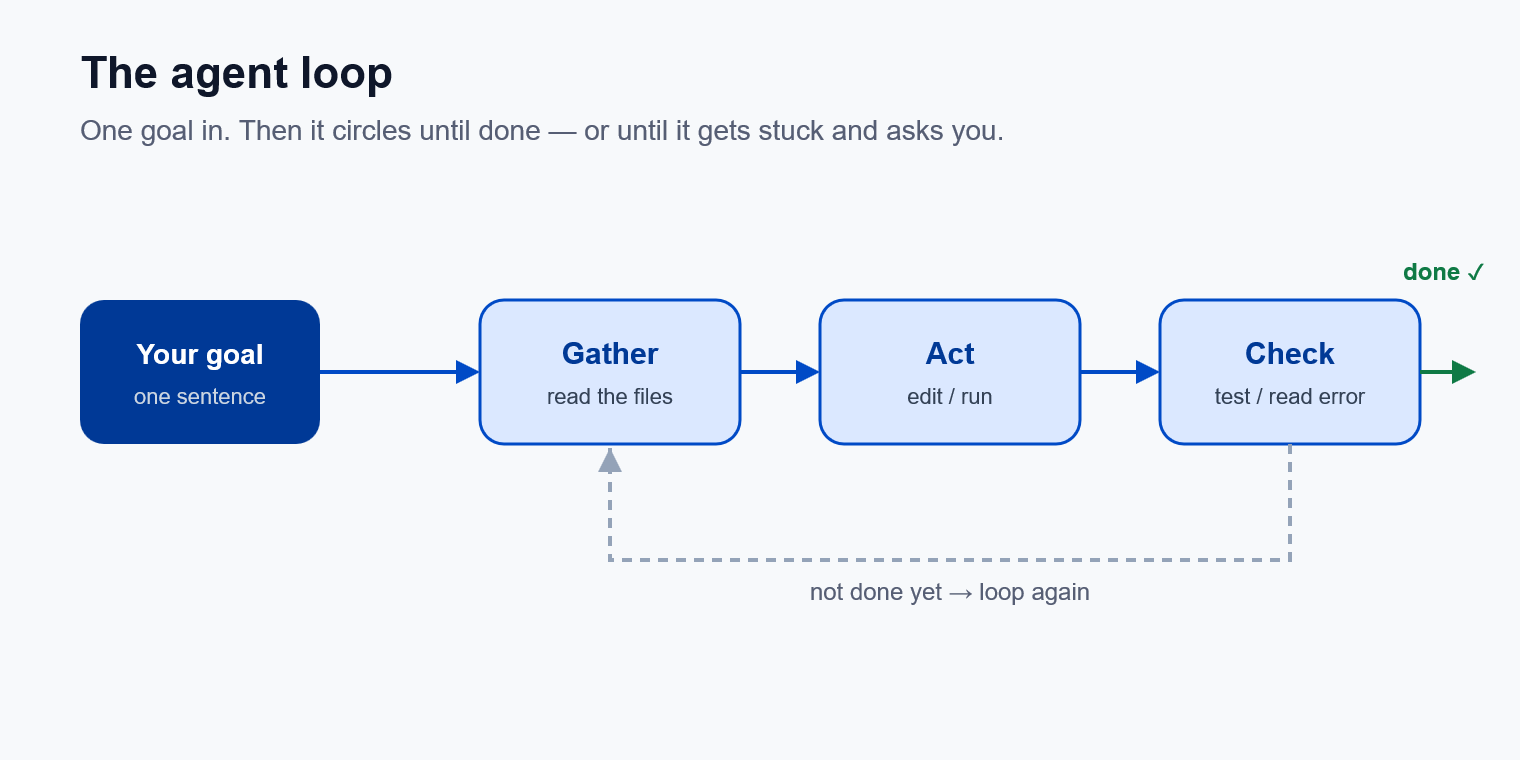 The agent loop
One goal in. Then it circles until done — or until it gets stuck and asks you.
done ✓
Your goal
one sentence
Gather
read the files
Act
edit / run
Check
test / read error
not done yet → loop again